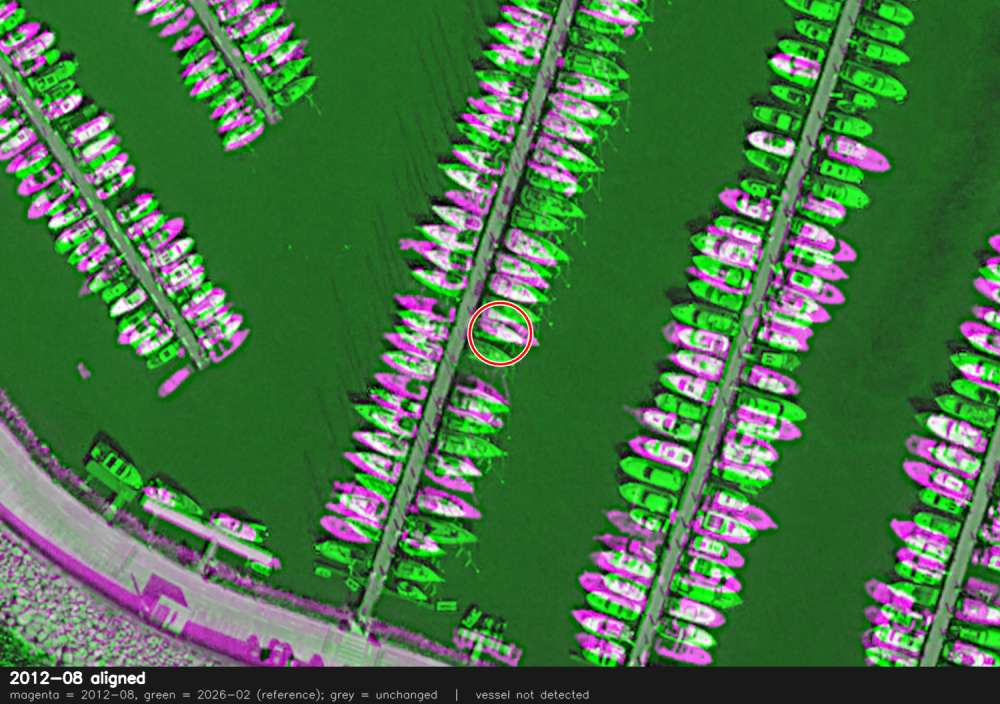 2012-08 aligned
magenta = 2012-08, green = 2026-02 (reference); grey = unchanged | vessel not detected